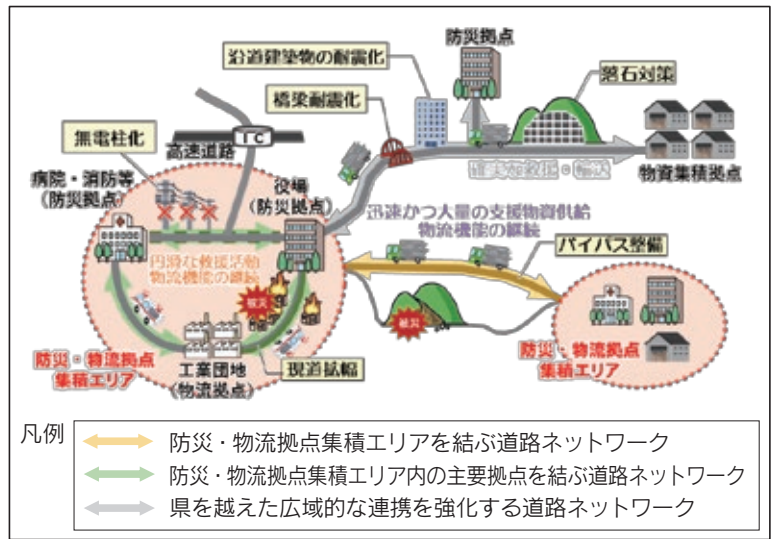 防災拠点
沿道建築物の耐震化
落石対策
橋梁耐震化
IC
無電柱化
高速道路
確実な救援・輸送
物資集積拠点
病院・消防等
(防災拠点)
役場
(防災拠点)
迅速かつ大量の支援物資供給
物流機能の継続
バイパス整備
円滑な救援活動
物流機能の継続
被災
被災
防災・物流拠点
集積エリア
工業団地
(物流拠点)
現道拡幅
防災・物流拠点
集積エリア
凡例
防災・物流拠点集積エリアを結ぶ道路ネットワーク
防災・物流拠点集積エリア内の主要拠点を結ぶ道路ネットワーク
県を越えた広域的な連携を強化する道路ネットワーク